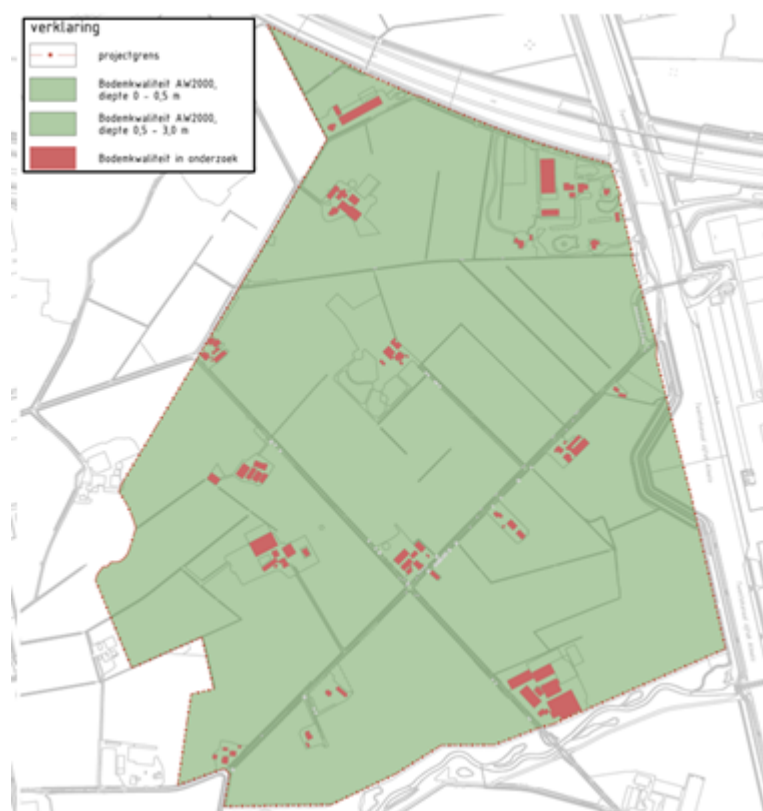 verklaring
projectgrens
Bodemkwaliteit AW2000,
diepte 0 - 0,5 m
Bodemkwaliteit AW2000,
diepte 0,5 - 3,0 m
Bodemkwaliteit in onderzoek